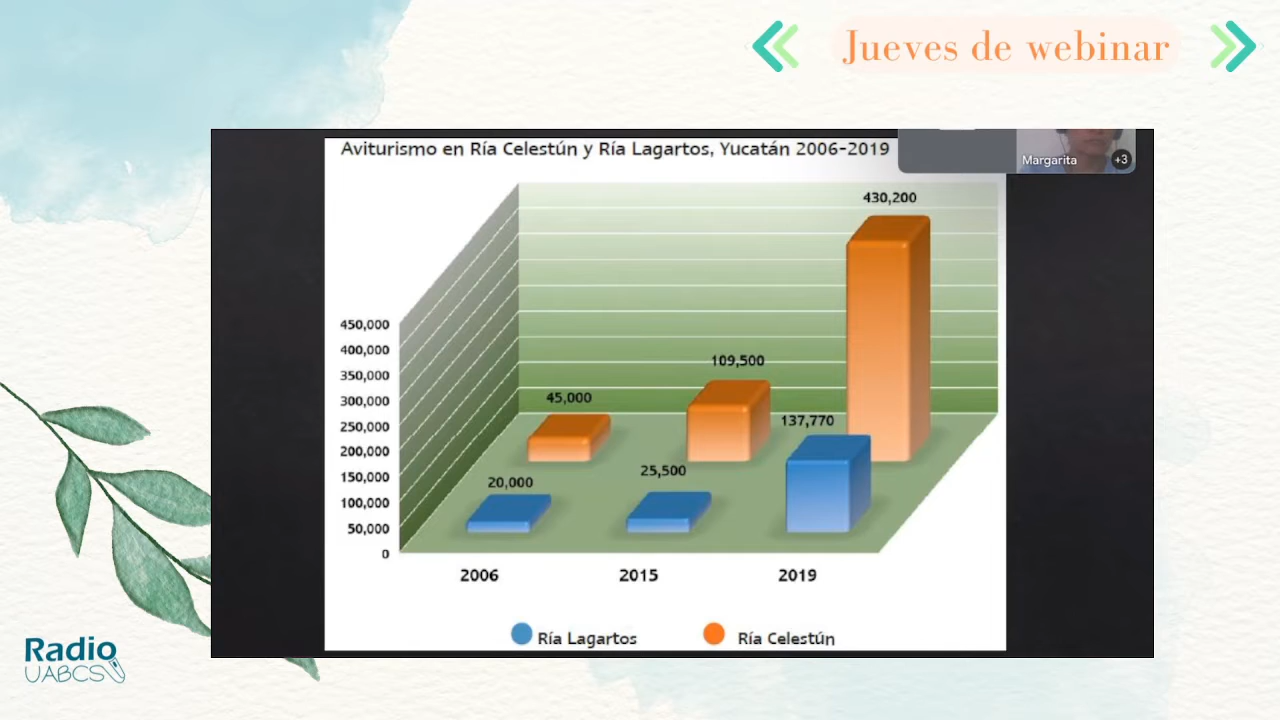 Jueves de webinar
Aviturismo en Ría Celestún y Ría Lagartos, Yucatán 2006-2019
Margarita
+3
430,200
450,000
400,000
350,000
300,000
250,000
200,000
150,000
100,000
50,000
0
45,000
109,500
137,770
20,000
25,500
2006
2015
2019
Ría Lagartos
Ría Celestún
Radio
UABCS